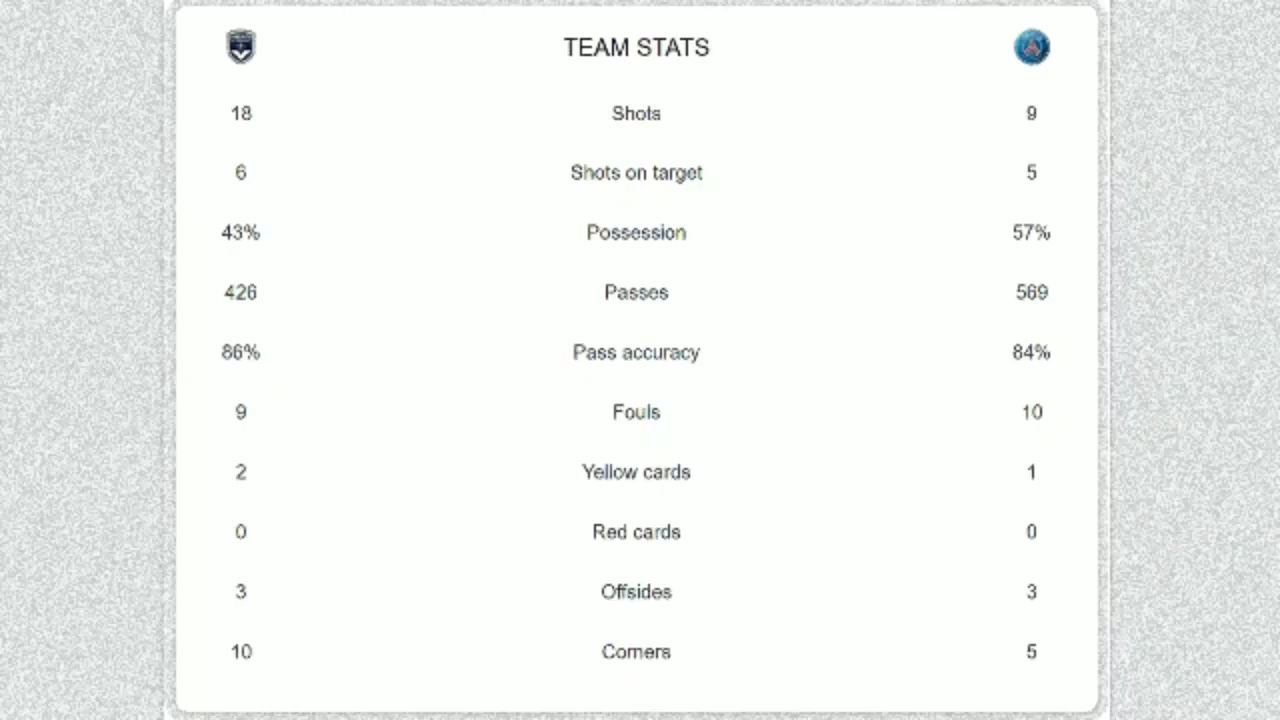 TEAM STATS
18 Shots 9
6 Shots on target 5
43% Possession 57%
426 Passes 569
86% Pass accuracy 84%
9 Fouls 10
2 Yellow cards 1
0 Red cards 0
3 Offsides 3
10 Corners 5